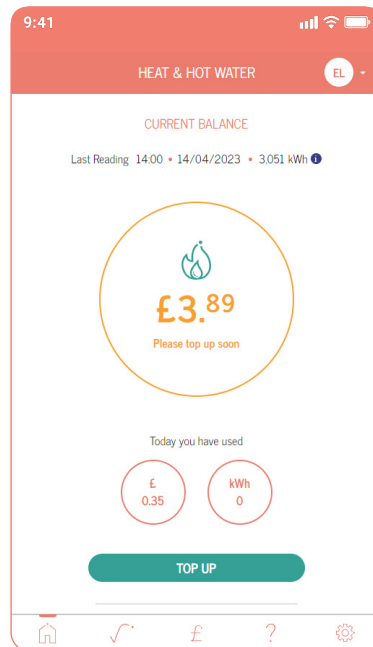 9:41
HEAT & HOT WATER
EL
CURRENT BALANCE
Last Reading 14:00 • 14/04/2023 • 3,051 kWh i
£3.89
Please top up soon
Today you have used
£
0.35
kWh
0
TOP UP
£ ?